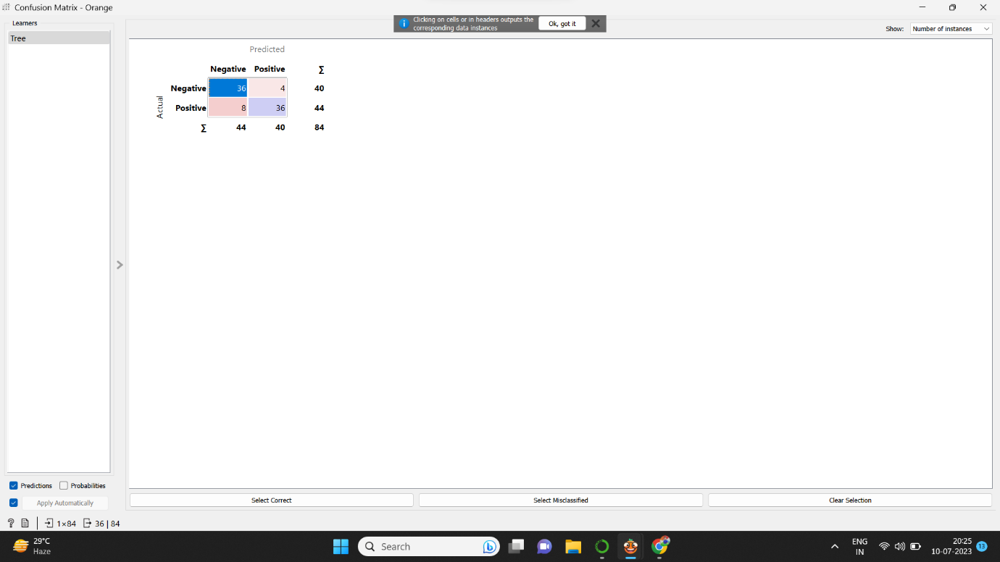 Confusion Matrix - Orange
Learners
Tree
Clicking on cells or in headers outputs the
corresponding data instances
Ok, got it
Show: Number of instances
Predicted
Negative Positive ∑
Negative 36 4 40
Actual
Positive 8 36 44
∑ 44 40 84
Predictions Probabilities
Apply Automatically
Select Correct Select Misclassified Clear Selection
1×84 36 | 84
29°C
Haze
Search
ENG
IN
20:25
10-07-2023
13